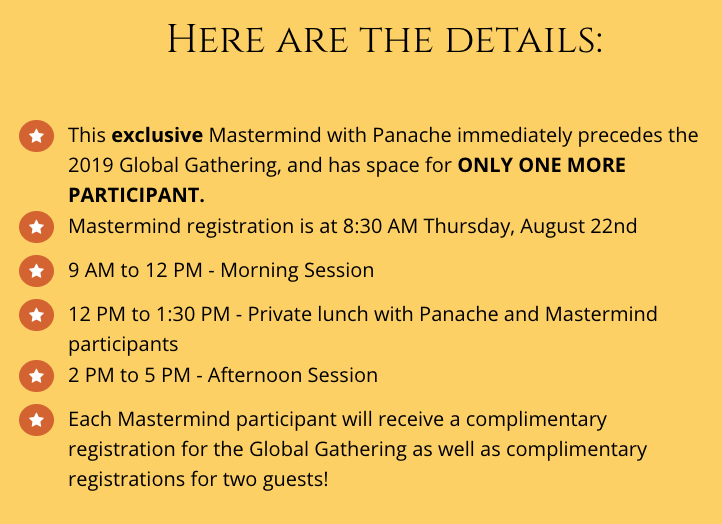 HERE ARE THE DETAILS:
This exclusive Mastermind with Panache immediately precedes the
2019 Global Gathering, and has space for ONLY ONE MORE
PARTICIPANT.
Mastermind registration is at 8:30 AM Thursday, August 22nd
9 AM to 12 PM - Morning Session
12 PM to 1:30 PM - Private lunch with Panache and Mastermind
participants
2 PM to 5 PM - Afternoon Session
Each Mastermind participant will receive a complimentary
registration for the Global Gathering as well as complimentary
registrations for two guests!